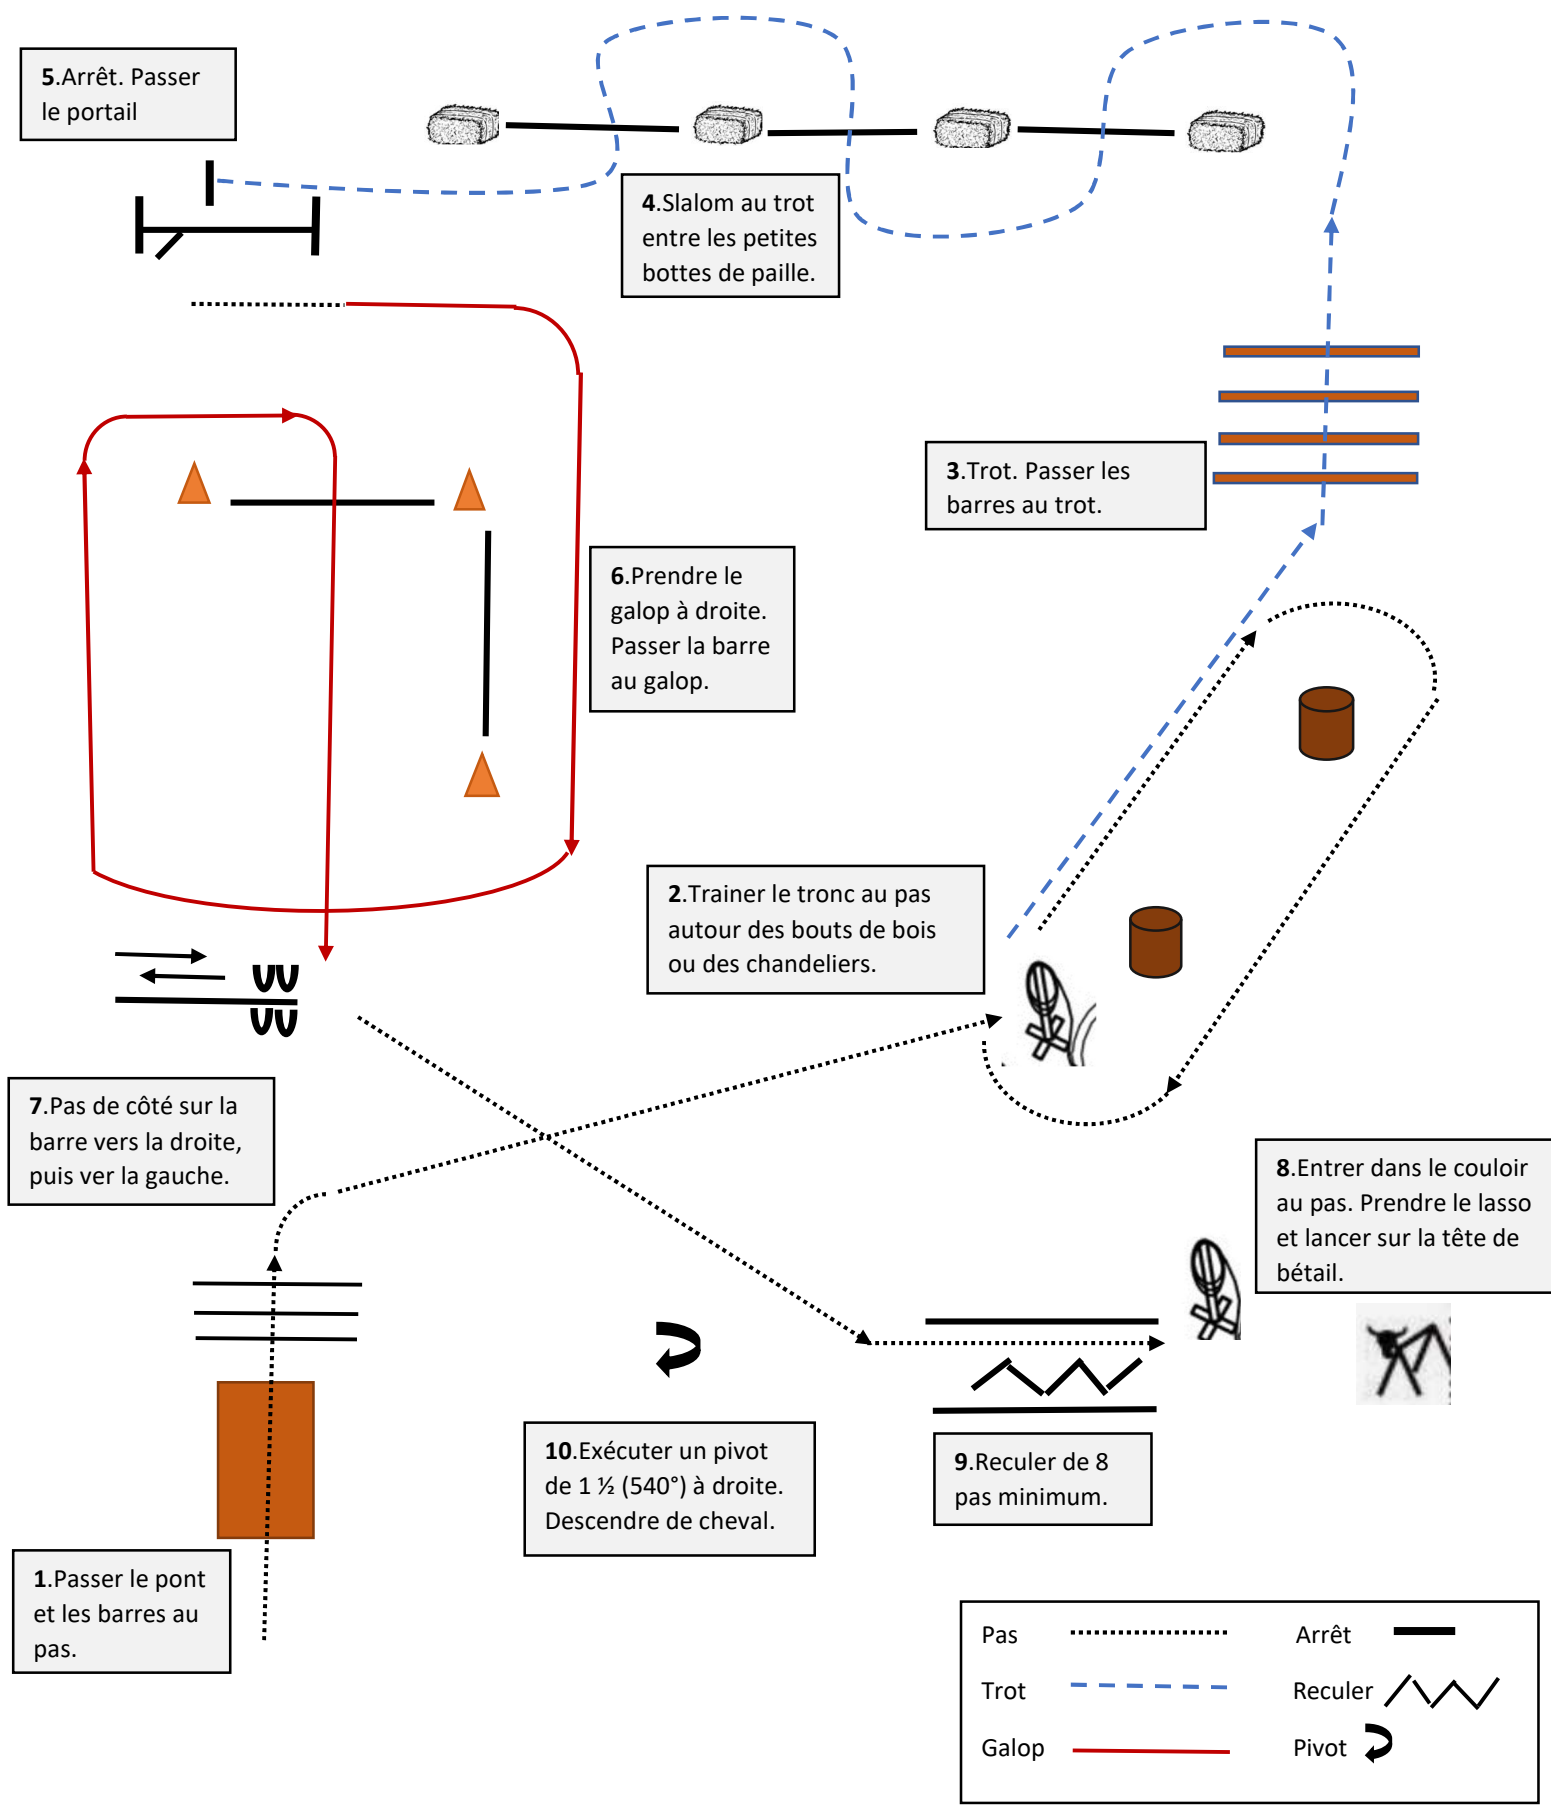 5.Arrêt. Passer
le portail
4.Slalom au trot
entre les petites
bottes de paille.
3.Trot. Passer les
barres au trot.
6.Prendre le
galop à droite.
Passer la barre
au galop.
2.Trainer le tronc au pas
autour des bouts de bois
ou des chandeliers.
7.Pas de côté sur la
barre vers la droite,
puis ver la gauche.
8.Entrer dans le couloir
au pas. Prendre le lasso
et lancer sur la tête de
bétail.
10.Exécuter un pivot
de 1 ½ (540°) à droite.
Descendre de cheval.
9.Reculer de 8
pas minimum.
1.Passer le pont
et les barres au
pas.
Pas
Arrêt
Trot
Reculer
Galop
Pivot